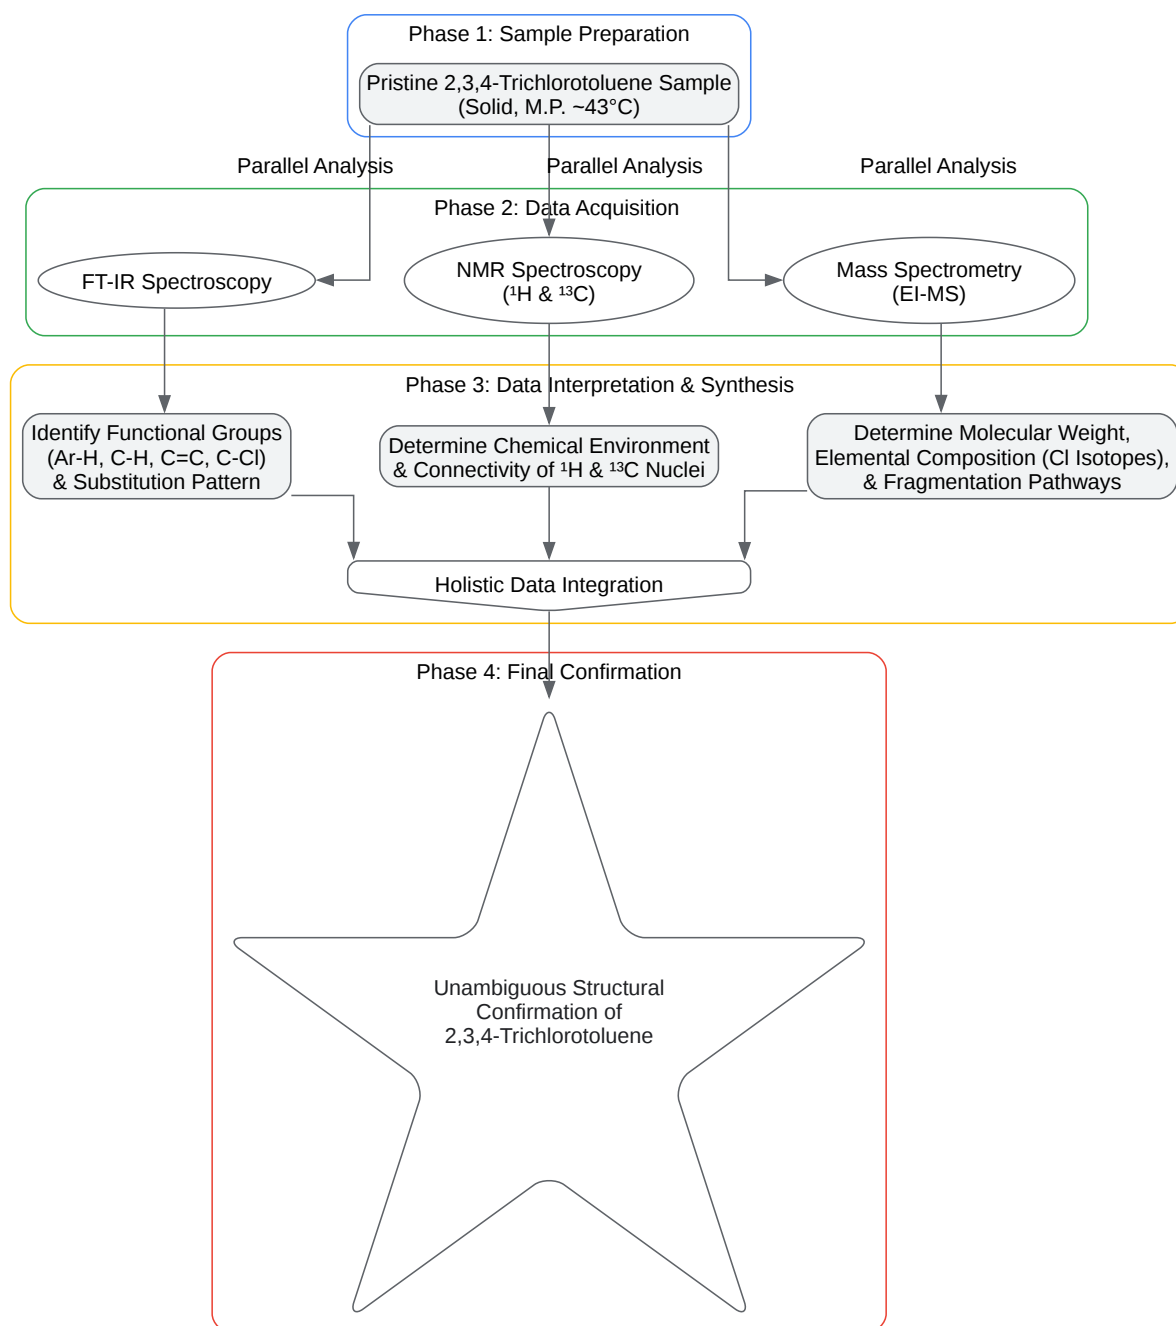 Phase 1: Sample Preparation
Pristine 2,3,4-Trichlorotoluene Sample
(Solid, M.P. ~43°C)
Parallel Analysis
Parallel Analysis
Parallel Analysis
Phase 2: Data Acquisition
FT-IR Spectroscopy
NMR Spectroscopy
(¹H & ¹³C)
Mass Spectrometry
(EI-MS)
Phase 3: Data Interpretation & Synthesis
Identify Functional Groups
(Ar-H, C-H, C=C, C-Cl)
& Substitution Pattern
Determine Chemical Environment
& Connectivity of ¹H & ¹³C Nuclei
Determine Molecular Weight,
Elemental Composition (Cl Isotopes),
& Fragmentation Pathways
Holistic Data Integration
Phase 4: Final Confirmation
Unambiguous Structural
Confirmation of
2,3,4-Trichlorotoluene